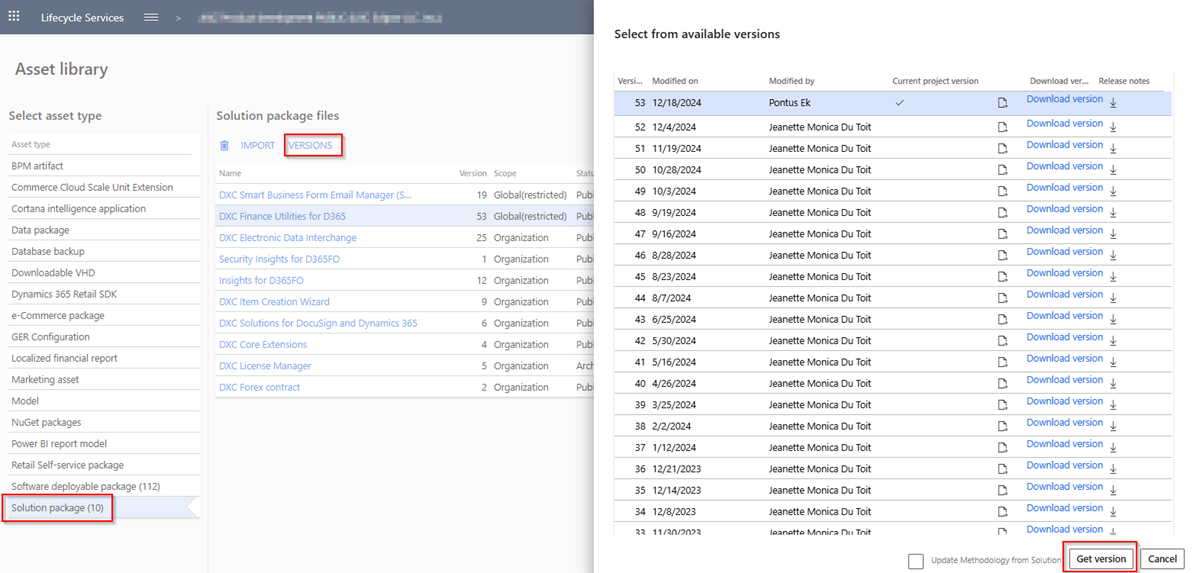 Lifecycle Services >
Asset library
Select asset type
Asset type
BPM artifact
Commerce Cloud Scale Unit Extension
Cortana intelligence application
Data package
Database backup
Downloadable VHD
Dynamics 365 Retail SDK
e-Commerce package
GER Configuration
Localized financial report
Marketing asset
Model
NuGet packages
Power BI report model
Retail Self-service package
Software deployable package (112)
Solution package (10)
Solution package files
IMPORT VERSIONS
Name Version Scope Statu
DXC Smart Business Form Email Manager (S... 19 Global(restricted) Publ
DXC Finance Utilities for D365 53 Global(restricted) Publ
DXC Electronic Data Interchange 25 Organization Publ
Security Insights for D365FO 1 Organization Publ
Insights for D365FO 12 Organization Publ
DXC Item Creation Wizard 9 Organization Publ
DXC Solutions for DocuSign and Dynamics 365 6 Organization Publ
DXC Core Extensions 4 Organization Publ
DXC License Manager 5 Organization Arch
DXC Forex contract 2 Organization Publ
Select from available versions
Versi... Modified on Modified by Current project version Download ver... Release notes
53 12/18/2024 Pontus Ek Download version
52 12/4/2024 Jeanette Monica Du Toit Download version
51 11/19/2024 Jeanette Monica Du Toit Download version
50 10/28/2024 Jeanette Monica Du Toit Download version
49 10/3/2024 Jeanette Monica Du Toit Download version
48 9/19/2024 Jeanette Monica Du Toit Download version
47 9/16/2024 Jeanette Monica Du Toit Download version
46 8/28/2024 Jeanette Monica Du Toit Download version
45 8/23/2024 Jeanette Monica Du Toit Download version
44 8/7/2024 Jeanette Monica Du Toit Download version
43 6/25/2024 Jeanette Monica Du Toit Download version
42 5/30/2024 Jeanette Monica Du Toit Download version
41 5/16/2024 Jeanette Monica Du Toit Download version
40 4/26/2024 Jeanette Monica Du Toit Download version
39 3/25/2024 Jeanette Monica Du Toit Download version
38 2/2/2024 Jeanette Monica Du Toit Download version
37 1/12/2024 Jeanette Monica Du Toit Download version
36 12/21/2023 Jeanette Monica Du Toit Download version
35 12/14/2023 Jeanette Monica Du Toit Download version
34 12/8/2023 Jeanette Monica Du Toit Download version
33 11/30/2023 Jeanette Monica Du Toit Download version
Update Methodology from Solution Get version Cancel